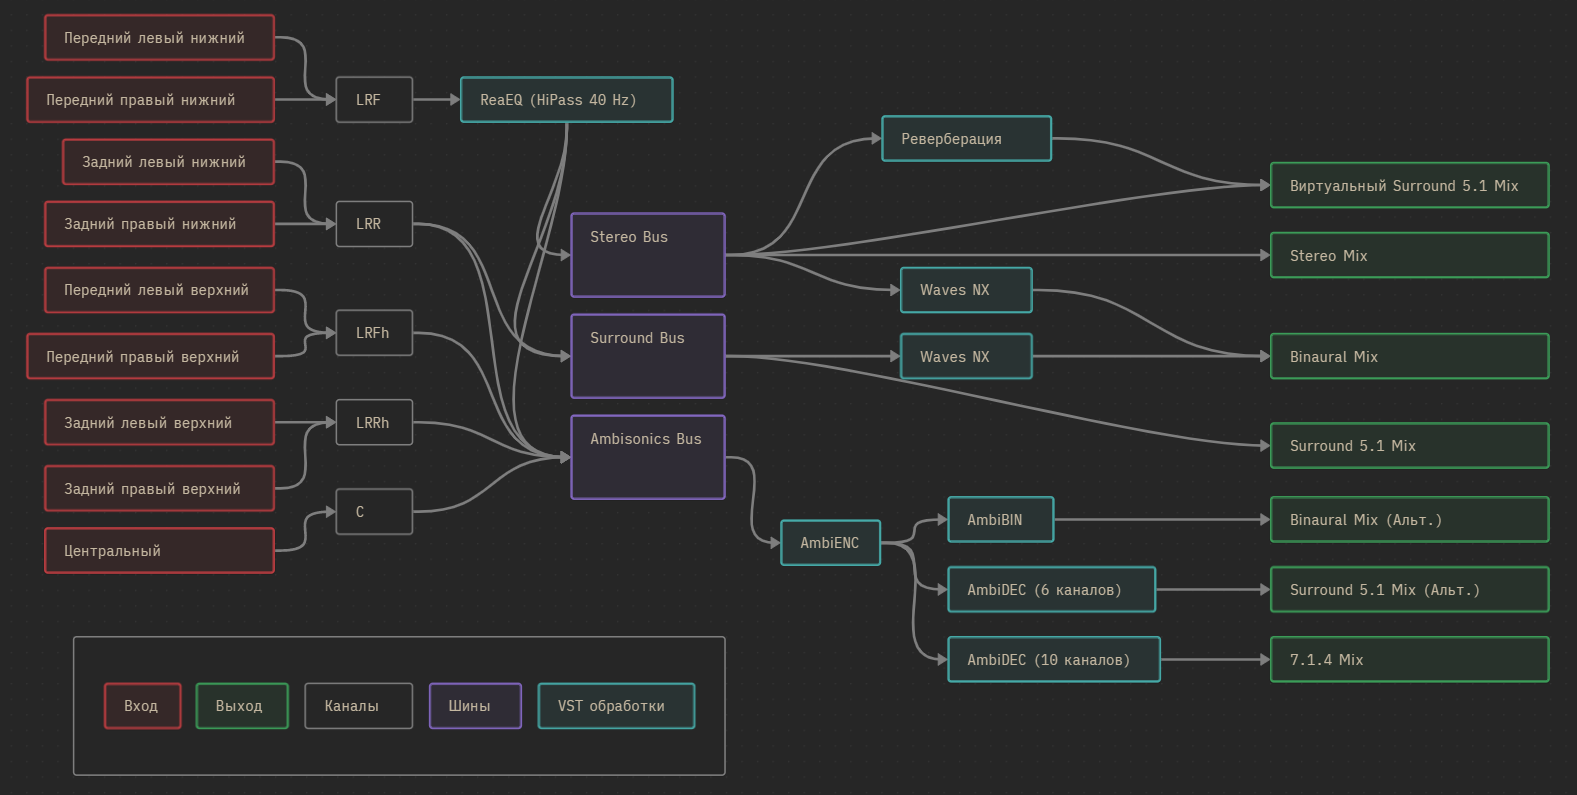 Передний левый нижний
Передний правый нижний
Задний левый нижний
Задний правый нижний
Передний левый верхний
Передний правый верхний
Задний левый верхний
Задний правый верхний
Центральный
LRF
LRR
LRFh
LRRh
C
ReaEQ (HiPass 40 Hz)
Stereo Bus
Surround Bus
Ambisonics Bus
Реверберация
Waves NX
Waves NX
AmbiENC
AmbiBIN
AmbiDEC (6 каналов)
AmbiDEC (10 каналов)
Виртуальный Surround 5.1 Mix
Stereo Mix
Binaural Mix
Surround 5.1 Mix
Binaural Mix (Альт.)
Surround 5.1 Mix (Альт.)
7.1.4 Mix
Вход
Выход
Каналы
Шины
VST обработки